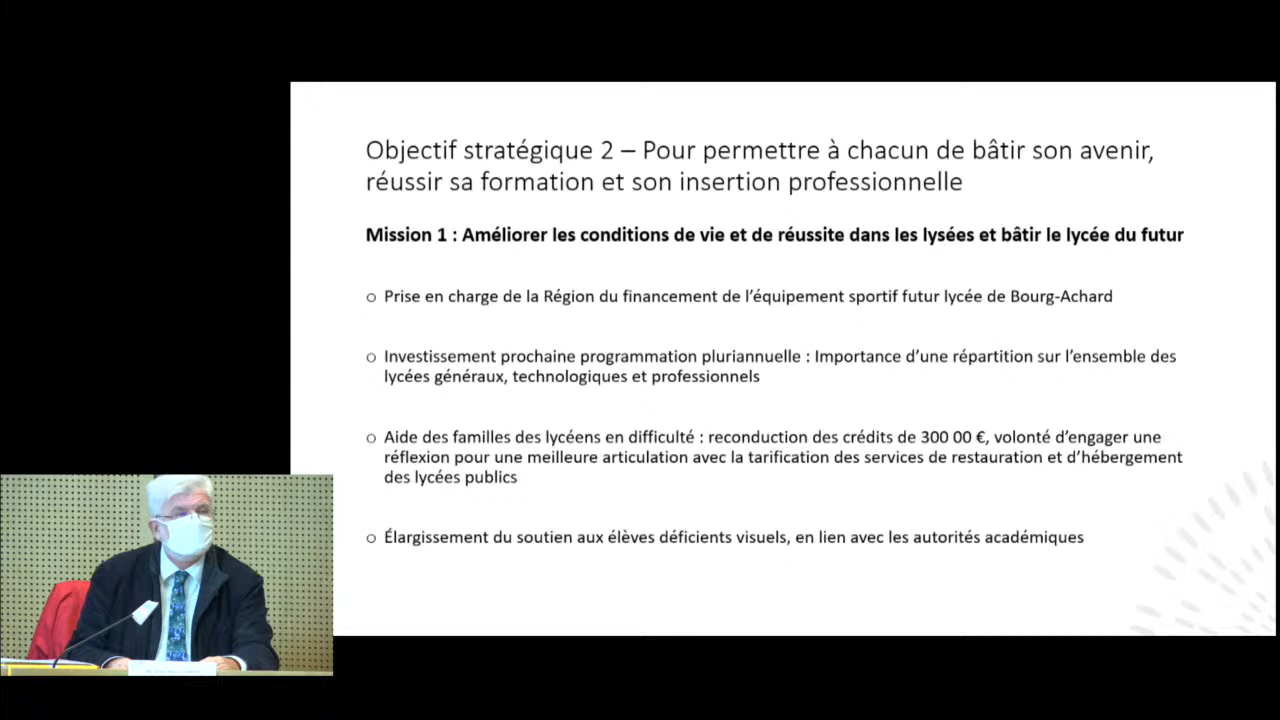 Objectif stratégique 2 – Pour permettre à chacun de bâtir son avenir,
réussir sa formation et son insertion professionnelle
Mission 1 : Améliorer les conditions de vie et de réussite dans les lysées et bâtir le lycée du futur
o Prise en charge de la Région du financement de l'équipement sportif futur lycée de Bourg-Achard
o Investissement prochaine programmation pluriannuelle : Importance d'une répartition sur l'ensemble des
lycées généraux, technologiques et professionnels
o Aide des familles des lycéens en difficulté : reconduction des crédits de 300 00 €, volonté d'engager une
réflexion pour une meilleure articulation avec la tarification des services de restauration et d'hébergement
des lycées publics
o Élargissement du soutien aux élèves déficients visuels, en lien avec les autorités académiques